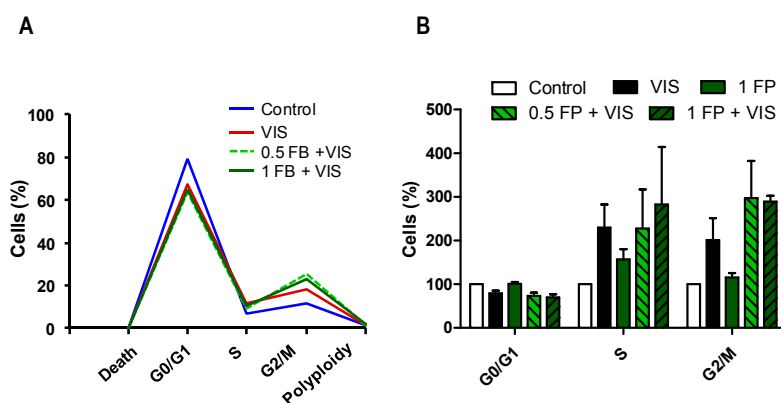 A
Control
VIS
0.5 FB +VIS
1 FB + VIS
Cells (%)
100
80
60
40
20
0
Death
G0/G1
S
G2/M
Polyploidy
B
Control
VIS
1 FP
0.5 FP + VIS
1 FP + VIS
Cells (%)
500
400
300
200
100
0
G0/G1
S
G2/M